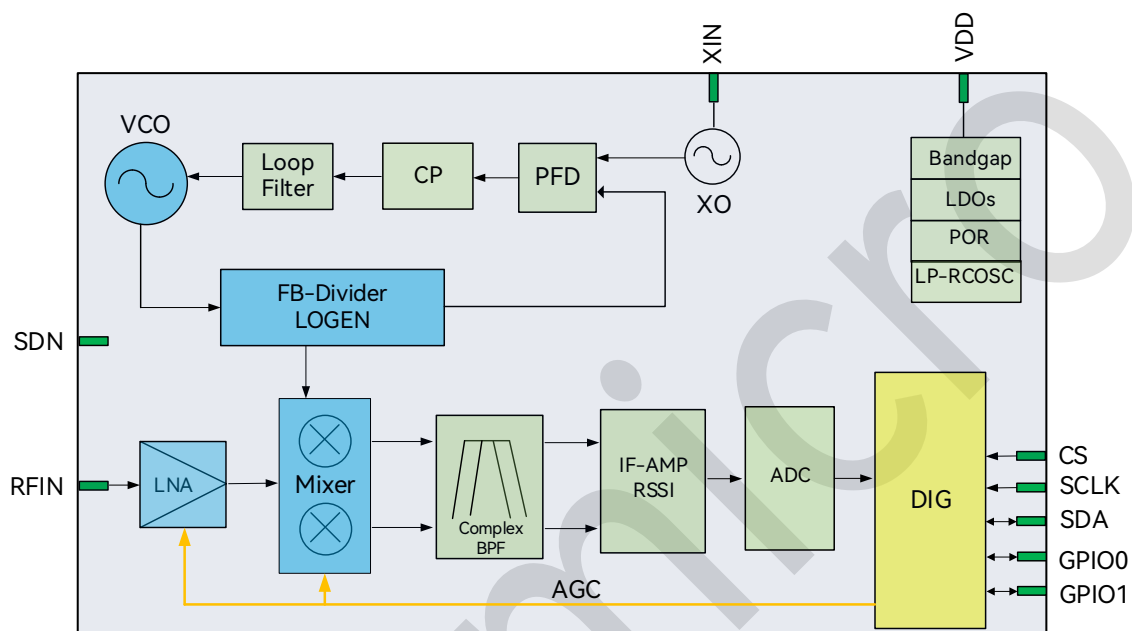 XIN
VDD
VCO
Loop
Filter
CP
PFD
XO
Bandgap
LDOs
POR
LP-RCOSC
FB-Divider
LOGEN
SDN
RFIN
LNA
Mixer
Complex
BPF
IF-AMP
RSSI
ADC
DIG
CS
SCLK
SDA
GPIO0
GPIO1
AGC
micro